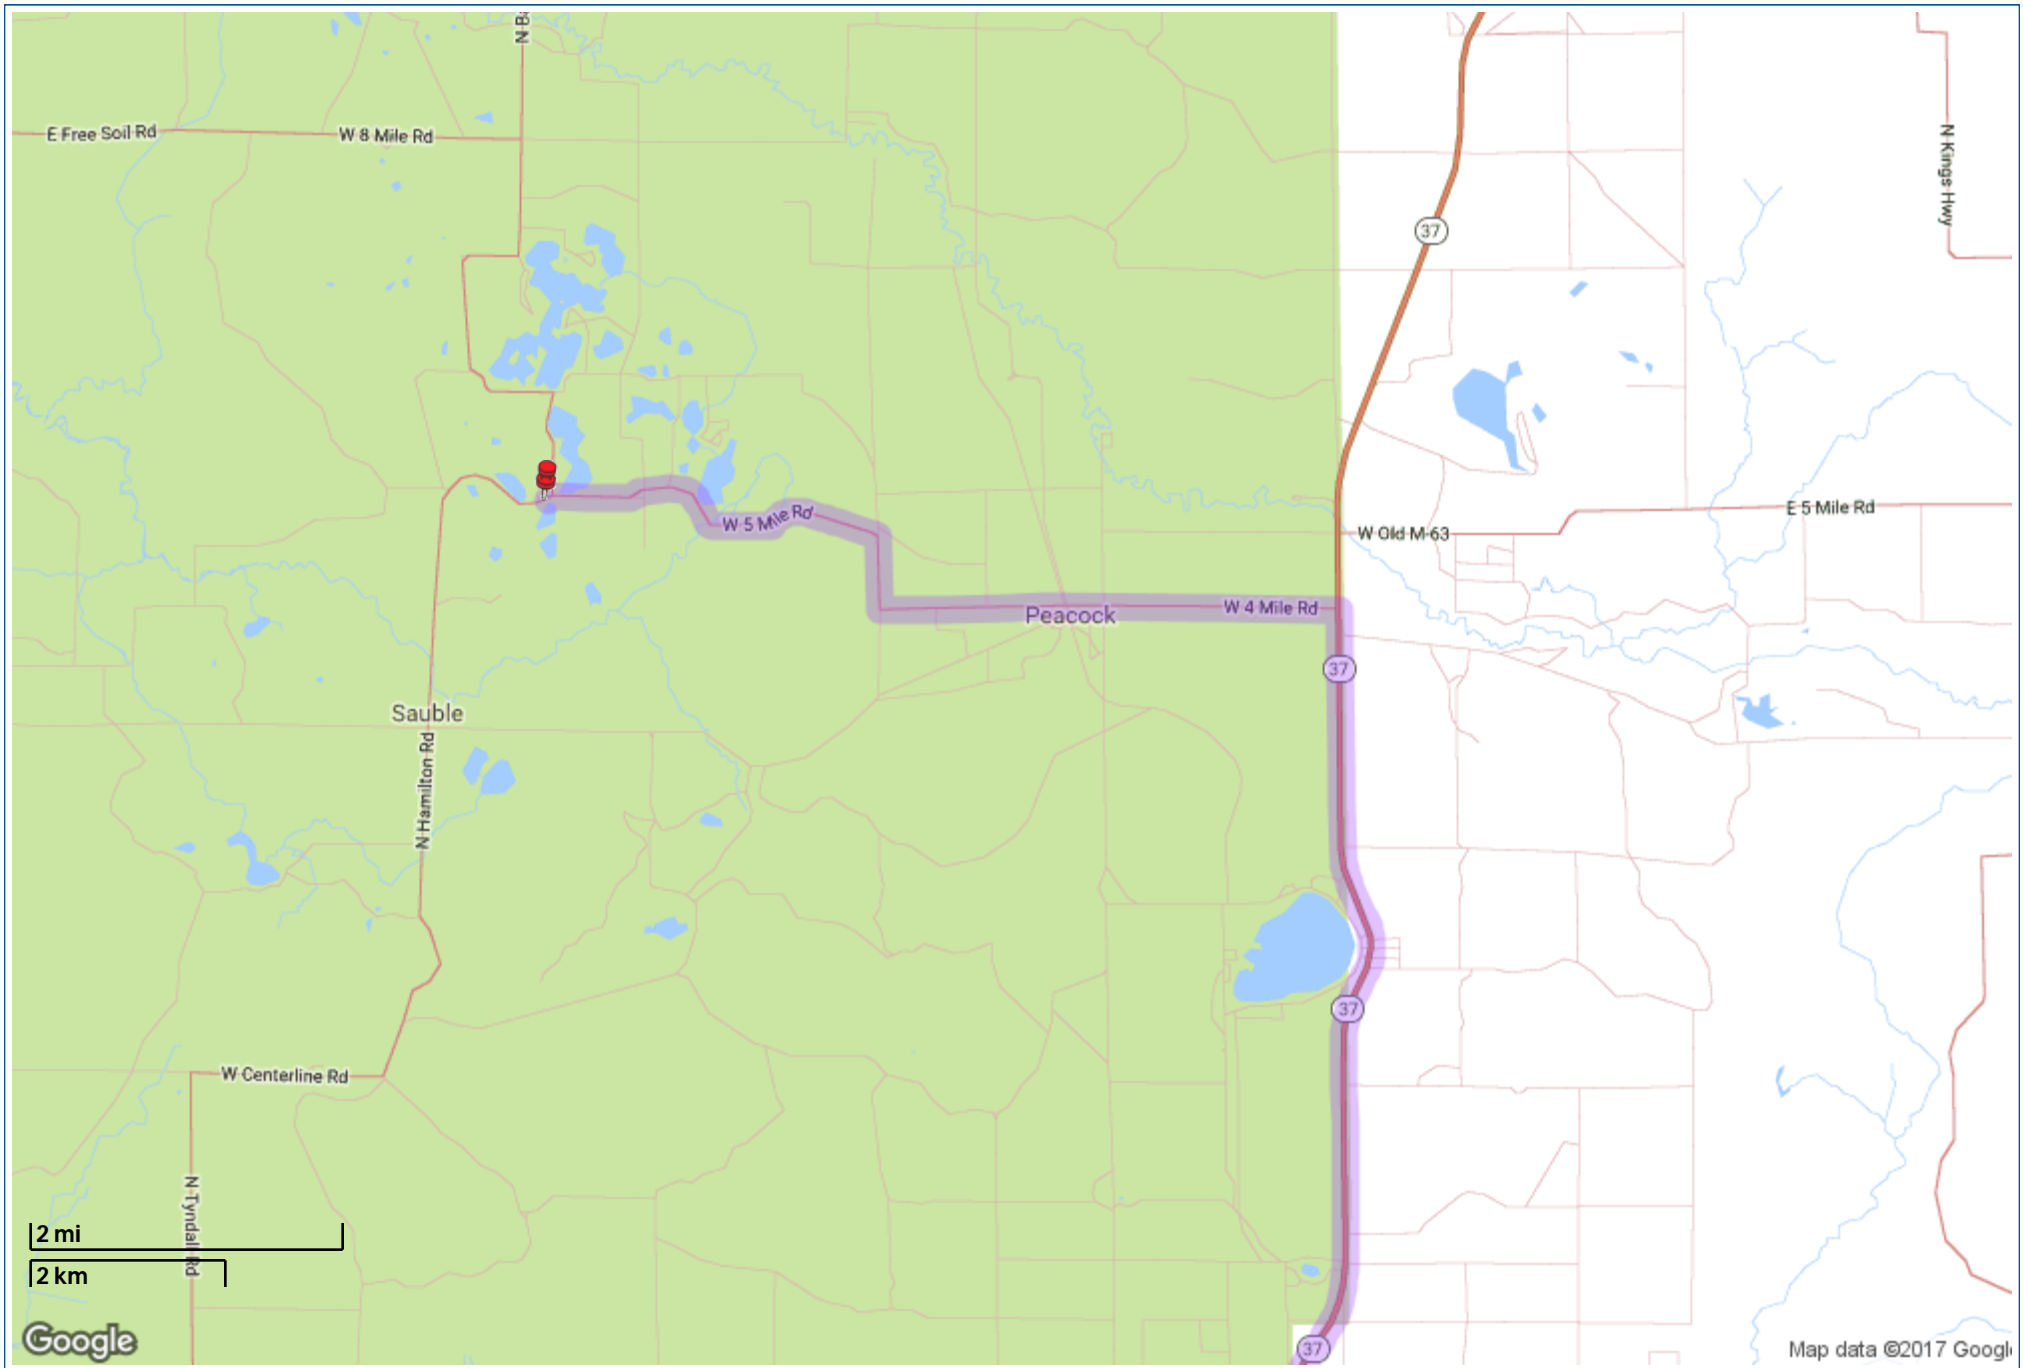 N B
E Free Soil Rd
W 8 Mile Rd
N Kings Hwy
37
W 5 Mile Rd
E 5 Mile Rd
W Old M-63
Peacock
W 4 Mile Rd
37
Sauble
N Hamilton Rd
37
W Centerline Rd
N Tyndall Rd
2 mi
2 km
Google
37
Map data ©2017 Googl